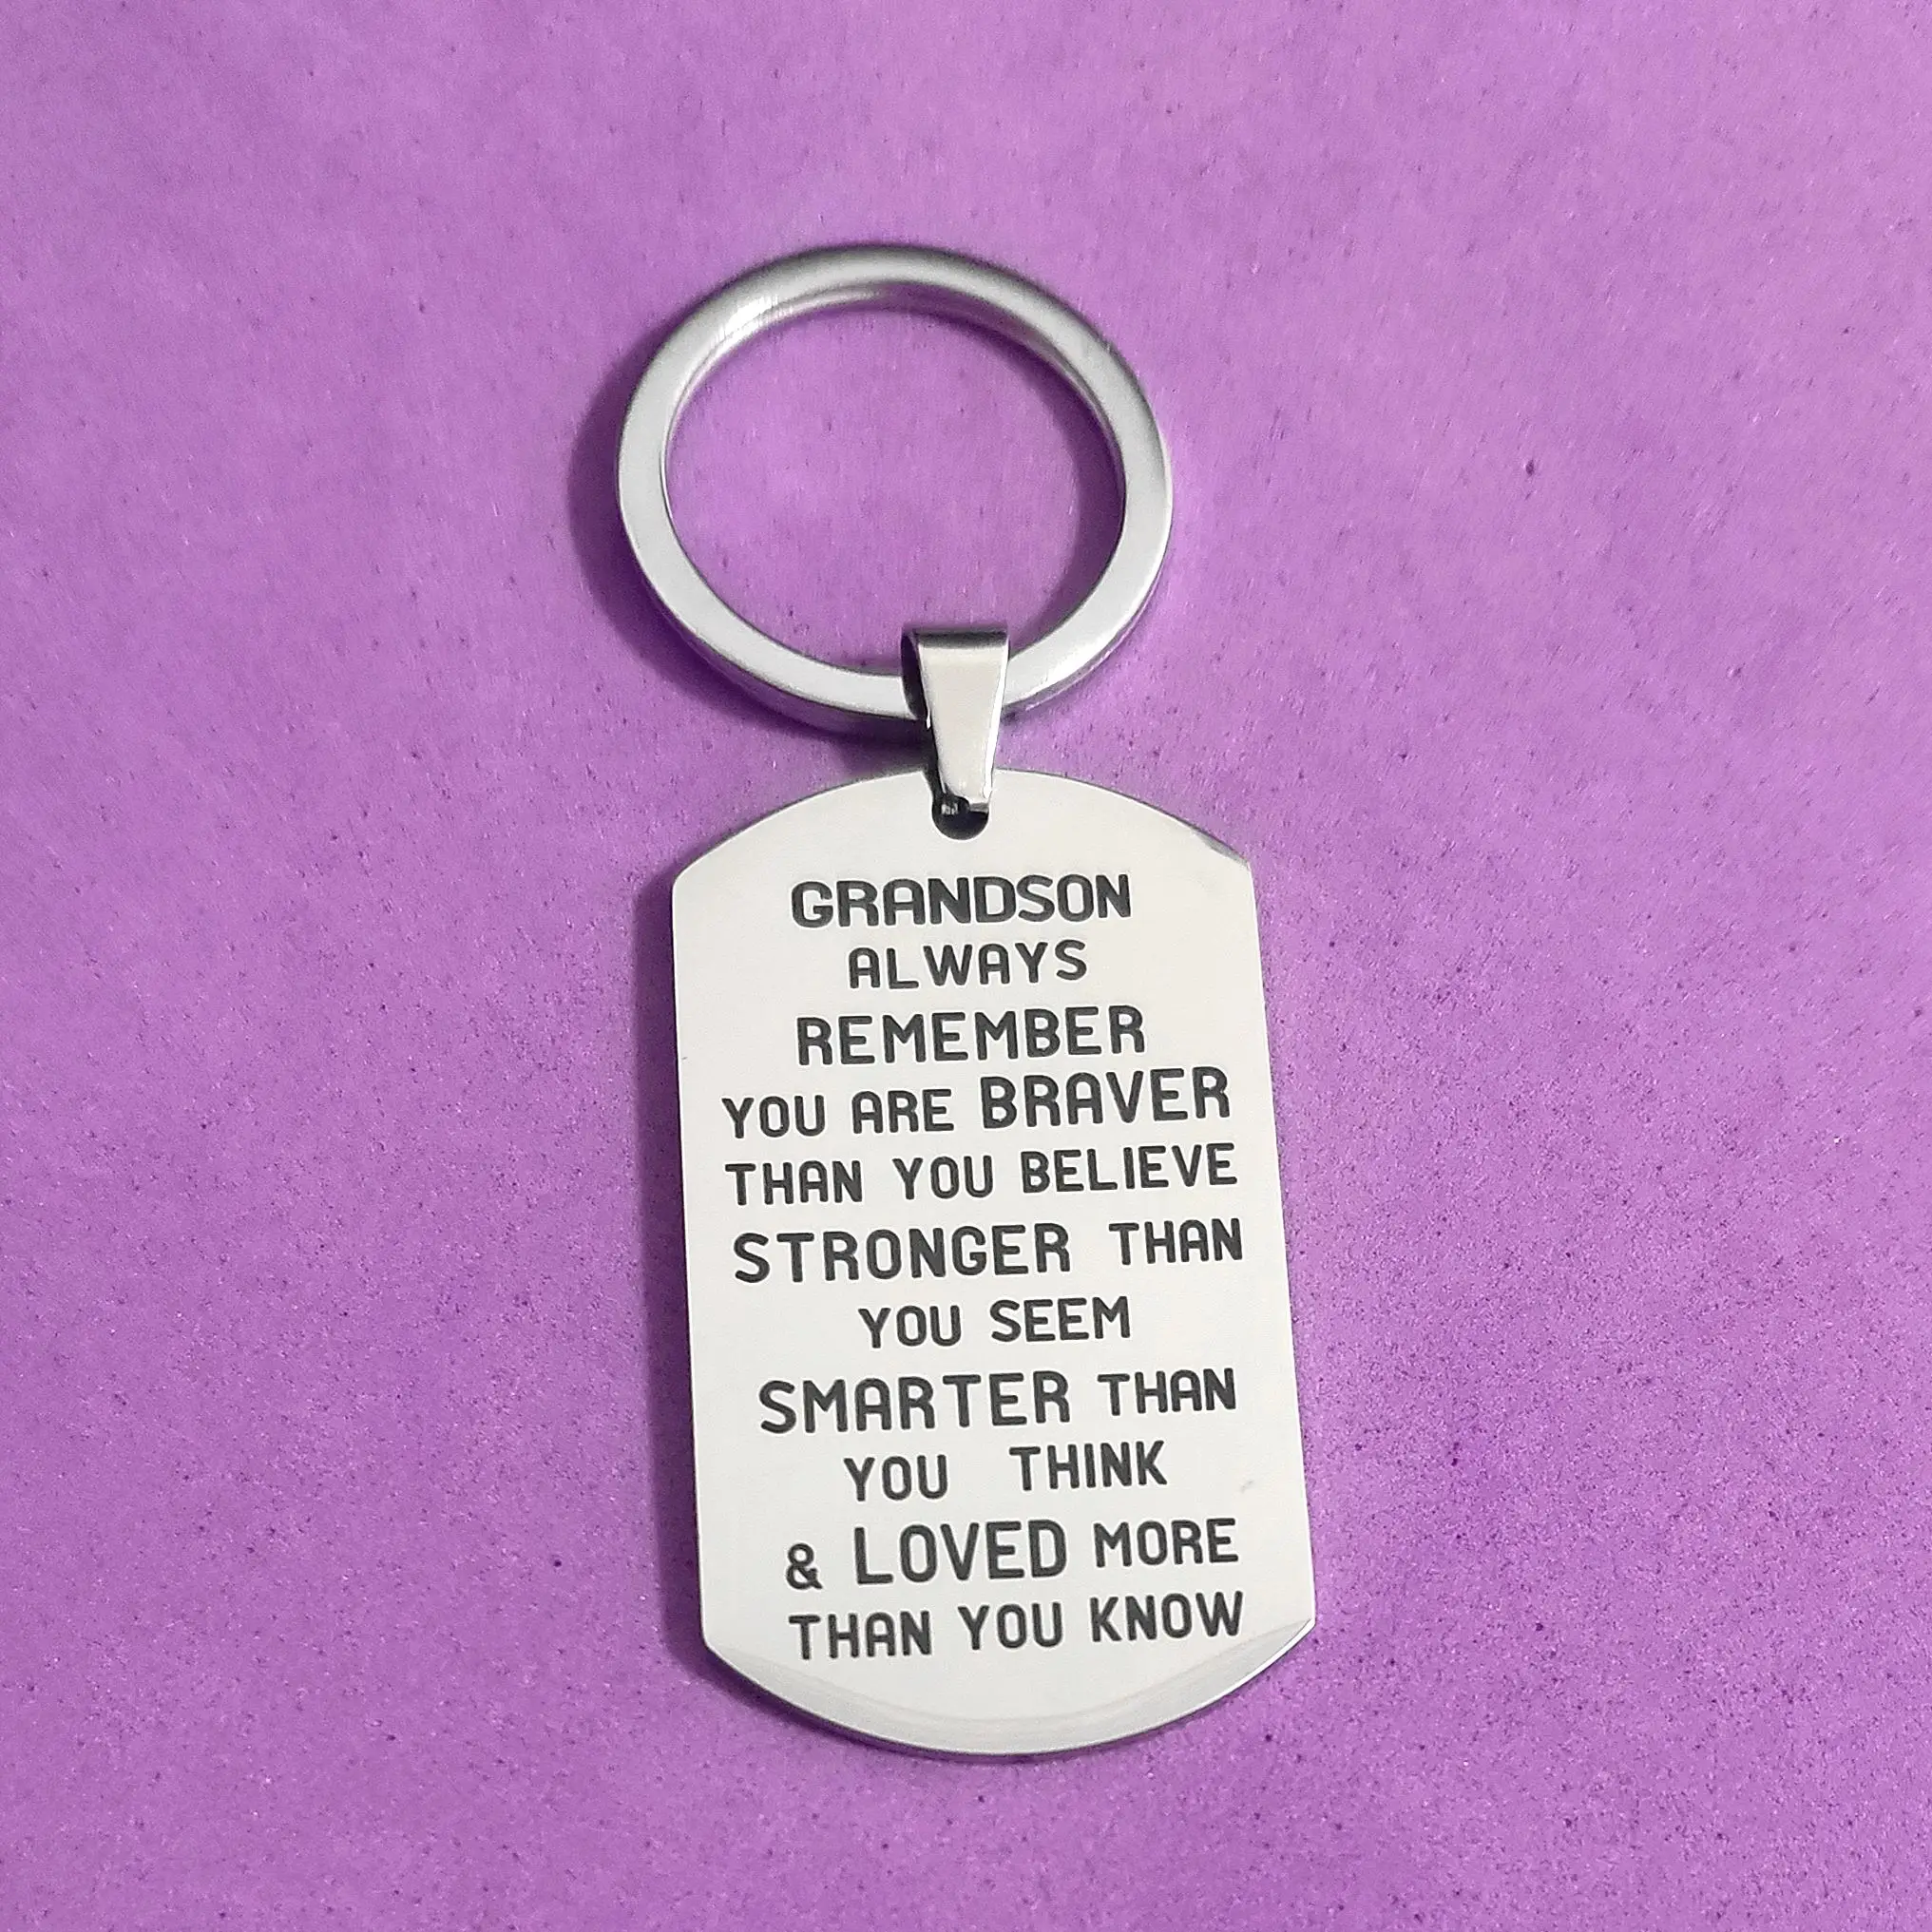 GRANDSON
ALWAYS
REMEMBER
YOU ARE BRAVER
THAN YOU BELIEVE
STRONGER THAN
YOU SEEM
SMARTER THAN
YOU THINK
& LOVED MORE
THAN YOU KNOW